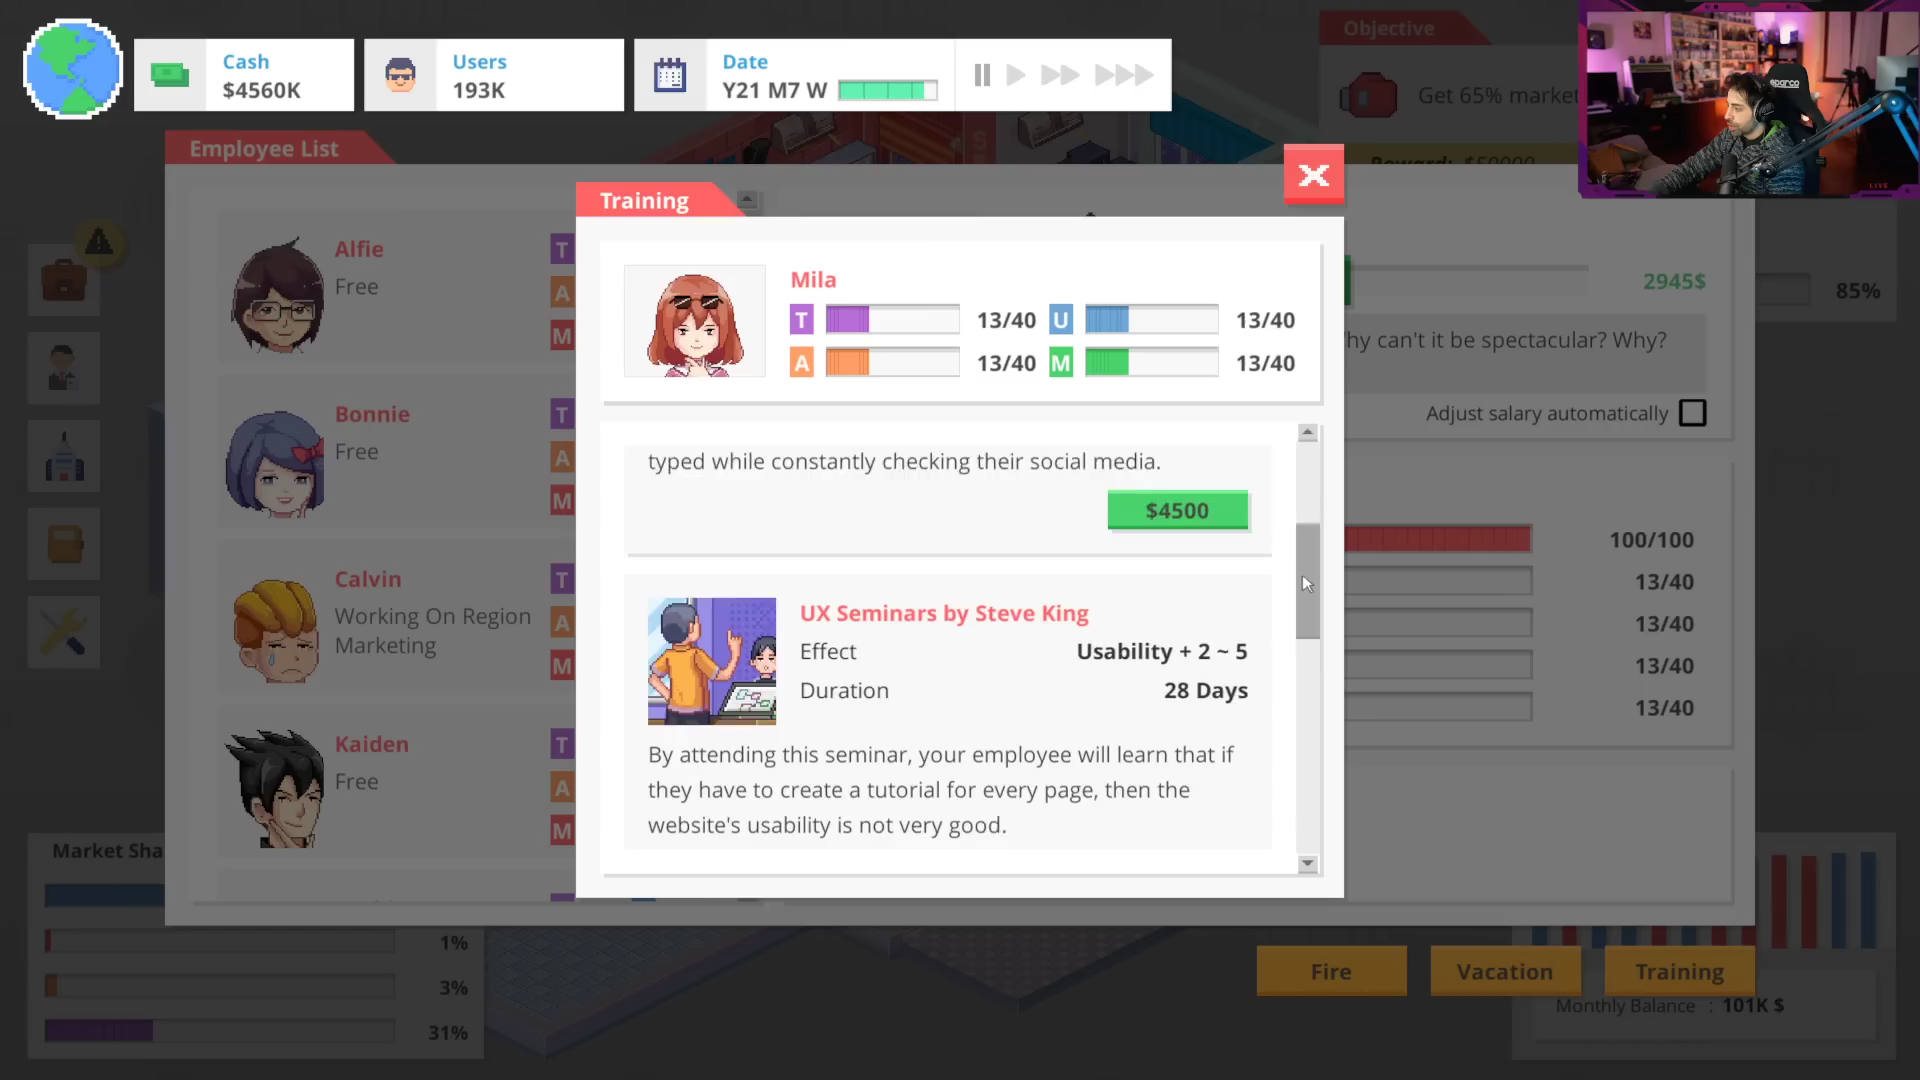 Cash
$4560K
Users
193K
Date
Y21 M7 W
Objective
Get 65% market
Reward: $50000
sparco
LIVE
Employee List
Training
Alfie
Free
T
A
M
Bonnie
Free
T
A
M
Calvin
Working On Region
Marketing
T
A
M
Kaiden
Free
T
A
M
Mila
T 13/40 U 13/40
A 13/40 M 13/40
typed while constantly checking their social media.
$4500
UX Seminars by Steve King
Effect Usability + 2 ~ 5
Duration 28 Days
By attending this seminar, your employee will learn that if
they have to create a tutorial for every page, then the
website's usability is not very good.
2945$
85%
hy can't it be spectacular? Why?
Adjust salary automatically
100/100
13/40
13/40
13/40
13/40
Market Sha
1%
3%
31%
Fire
Vacation
Training
Monthly Balance : 101K $